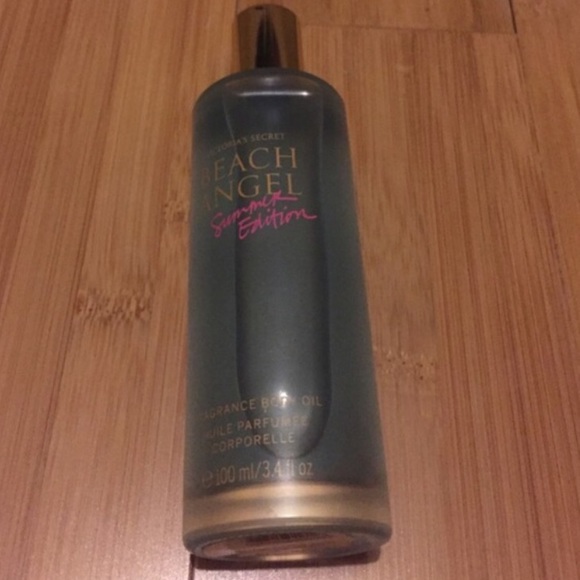 VICTORIA'S SECRET
BEACH
ANGEL
Summer
Edition
FRAGRANCE BODY OIL
HUILE PARFUMÉE
CORPORELLE
℮ 100 ml/3.4 fl oz